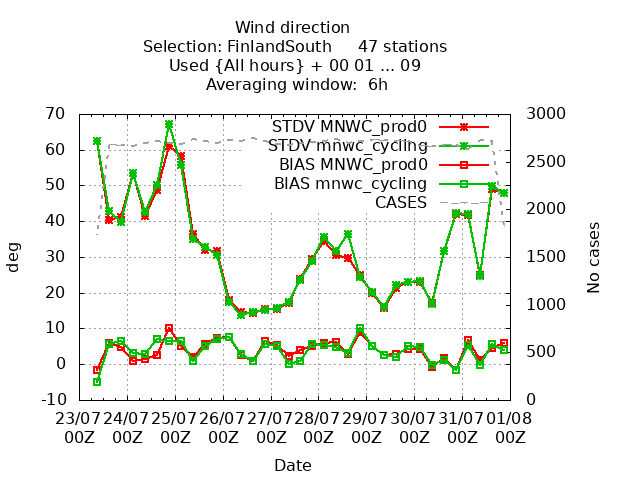 Wind direction
Selection: FinlandSouth 47 stations
Used {All hours} + 00 01 ... 09
Averaging window: 6h
STDV MNWC_prod0
STDV mnwc_cycling
BIAS MNWC_prod0
BIAS mnwc_cycling
CASES
deg
70
60
50
40
30
20
10
0
-10
No cases
3000
2500
2000
1500
1000
500
0
23/07 24/07 25/07 26/07 27/07 28/07 29/07 30/07 31/07 01/08
00Z 00Z 00Z 00Z 00Z 00Z 00Z 00Z 00Z 00Z
Date